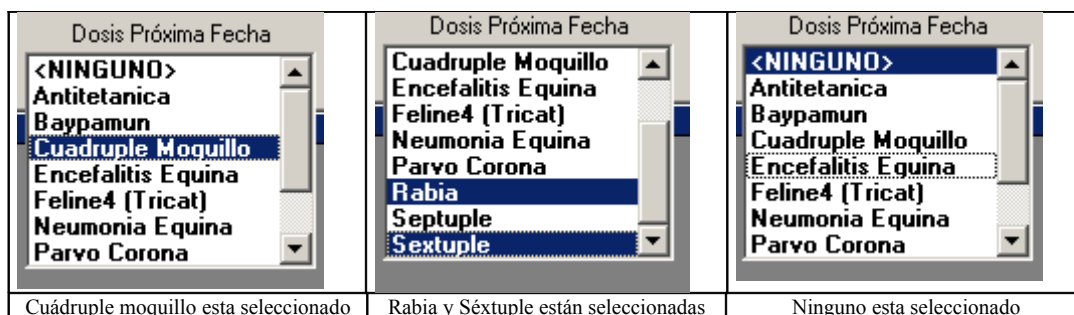 Dosis Próxima Fecha
<NINGUNO>
Antitetanica
Baypamun
Cuadruple Moquillo
Encefalitis Equina
Feline4 (Tricat)
Neumonia Equina
Parvo Corona
Cuádruple moquillo esta seleccionado
Dosis Próxima Fecha
Cuadruple Moquillo
Encefalitis Equina
Feline4 (Tricat)
Neumonia Equina
Parvo Corona
Rabia
Septuple
Sextuple
Rabia y Séxtuple están seleccionadas
Dosis Próxima Fecha
<NINGUNO>
Antitetanica
Baypamun
Cuadruple Moquillo
Encefalitis Equina
Feline4 (Tricat)
Neumonia Equina
Parvo Corona
Ninguno esta seleccionado